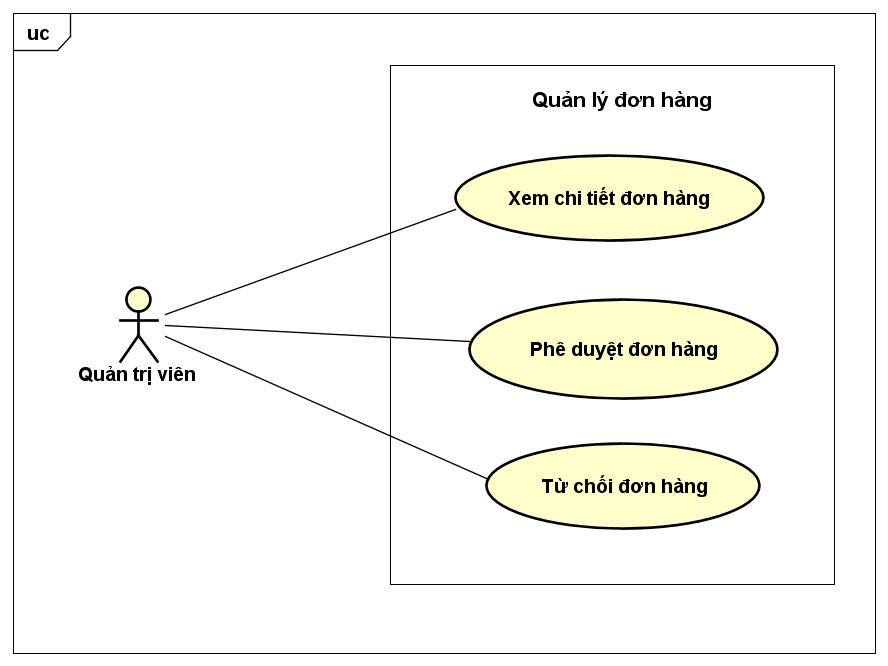 uc
Quản lý đơn hàng
Xem chi tiết đơn hàng
Phê duyệt đơn hàng
Quản trị viên
Từ chối đơn hàng